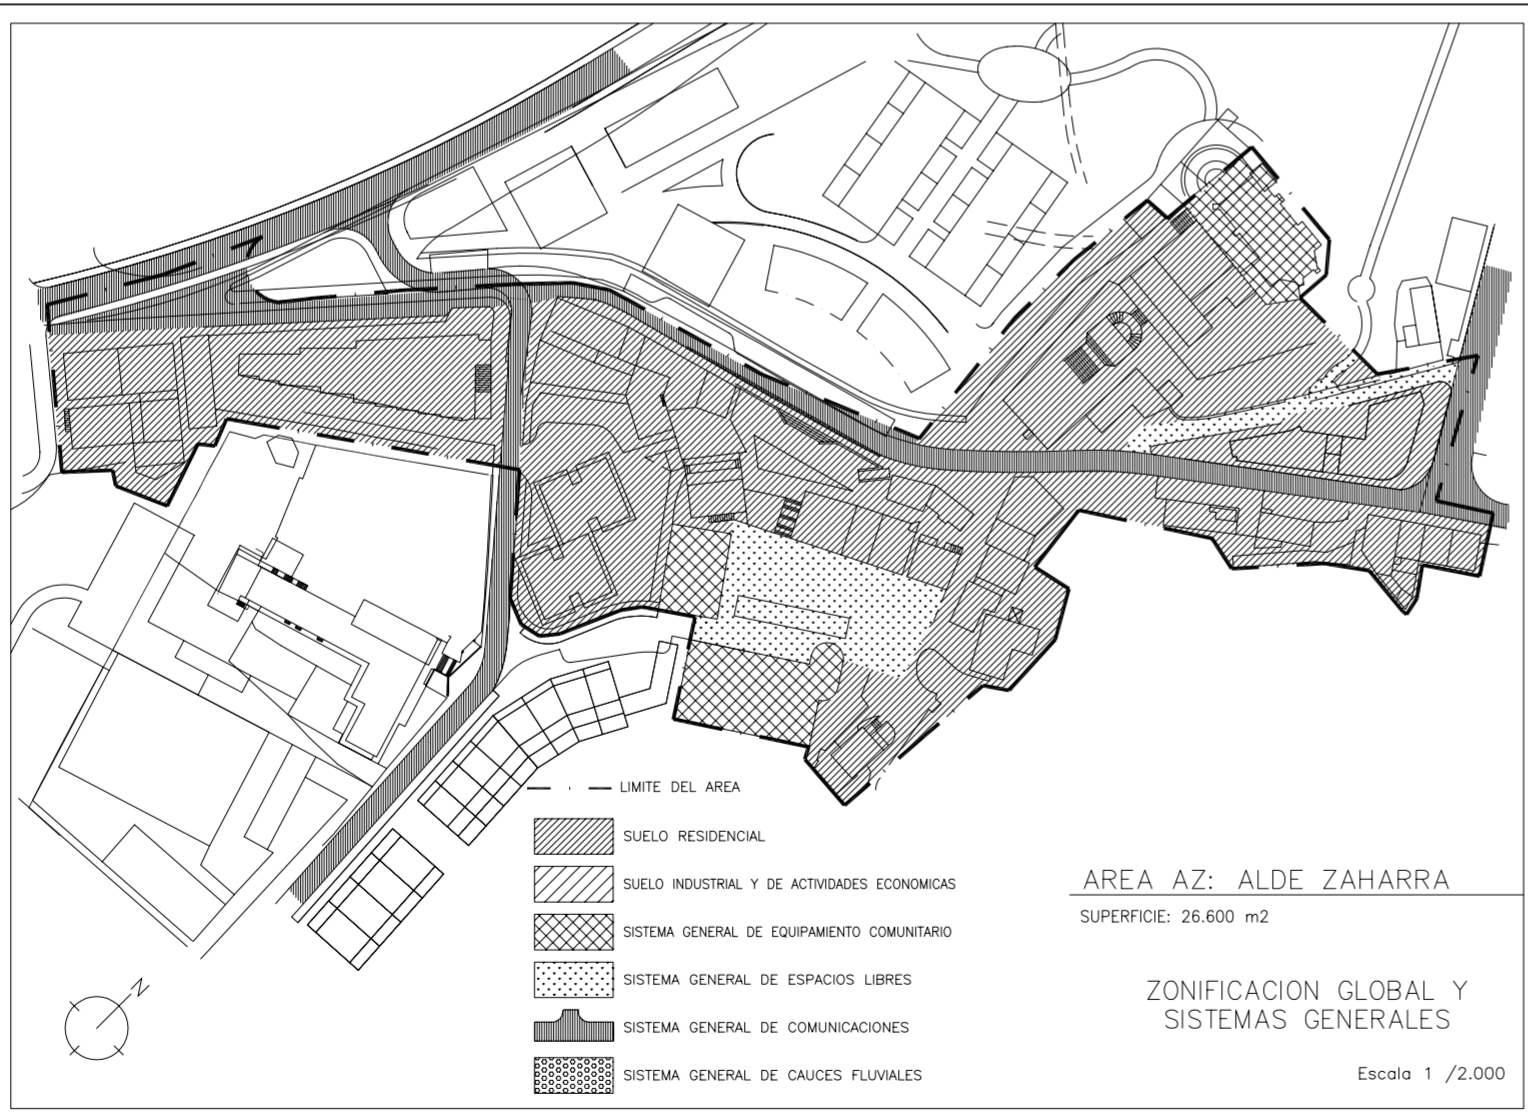 LIMITE DEL AREA
SUELO RESIDENCIAL
SUELO INDUSTRIAL Y DE ACTIVIDADES ECONOMICAS
SISTEMA GENERAL DE EQUIPAMIENTO COMUNITARIO
SISTEMA GENERAL DE ESPACIOS LIBRES
SISTEMA GENERAL DE COMUNICACIONES
SISTEMA GENERAL DE CAUCES FLUVIALES
AREA AZ: ALDE ZAHARRA
SUPERFICIE: 26.600 m2
ZONIFICACION GLOBAL Y
SISTEMAS GENERALES
Escala 1 /2.000
N